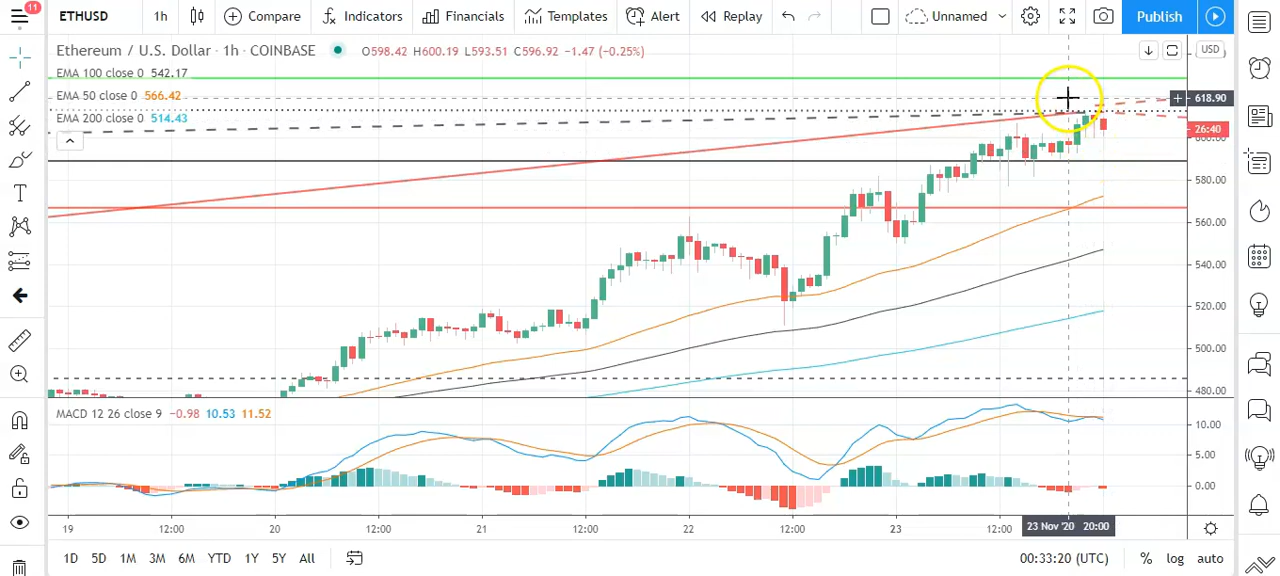 11
ETHUSD 1h Compare Indicators Financials Templates Alert Replay Unnamed Publish
Ethereum / U.S. Dollar · 1h · COINBASE O598.42 H600.19 L593.51 C596.92 −1.47 (−0.25%) USD
EMA 100 close 0 542.17
EMA 50 close 0 566.42
618.90
EMA 200 close 0 514.43
26:40
600.00
580.00
560.00
540.00
520.00
500.00
480.00
MACD 12 26 close 9 −0.98 10.53 11.52
10.00
5.00
0.00
19 12:00 20 12:00 21 12:00 22 12:00 23 12:00 23 Nov '20 20:00
1D 5D 1M 3M 6M YTD 1Y 5Y All 00:33:20 (UTC) % log auto